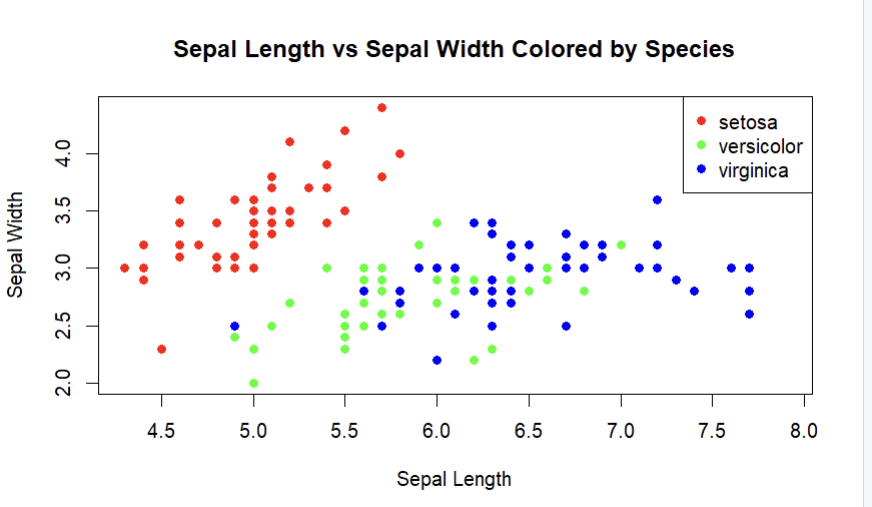 Sepal Length vs Sepal Width Colored by Species
setosa
versicolor
virginica
Sepal Width
4.0
3.5
3.0
2.5
2.0
4.5 5.0 5.5 6.0 6.5 7.0 7.5 8.0
Sepal Length